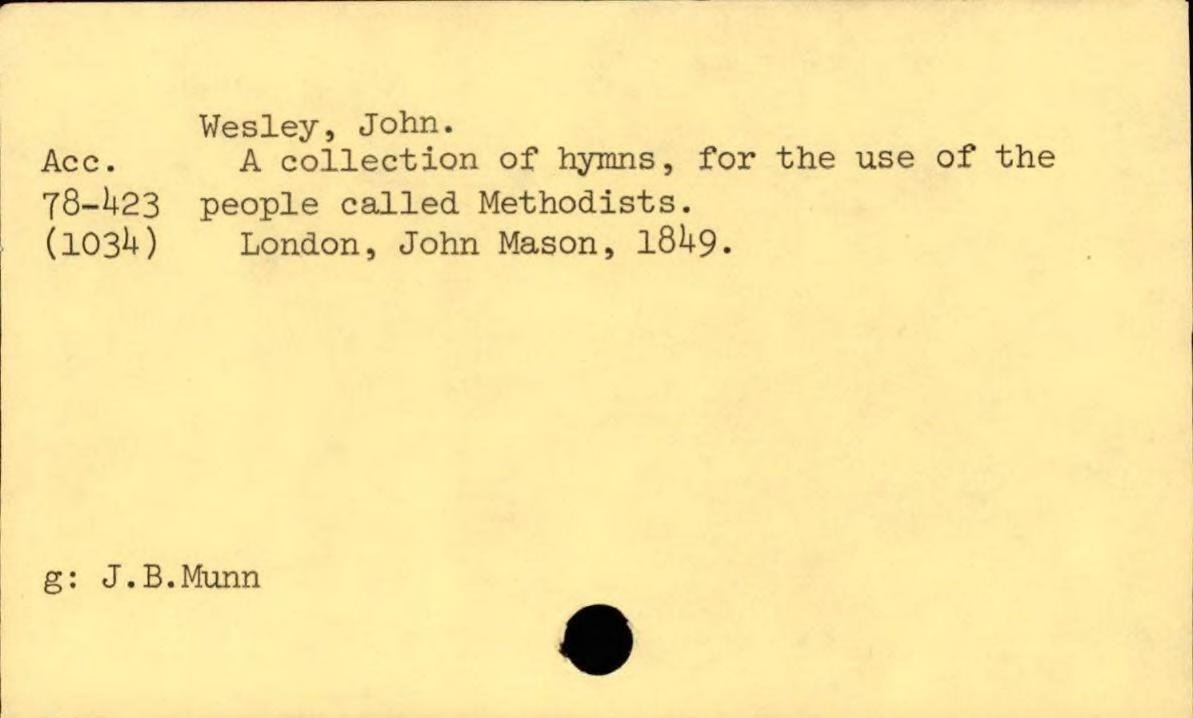 Wesley, John.
Acc. A collection of hymns, for the use of the
78-423 people called Methodists.
(1034) London, John Mason, 1849.
g: J.B.Munn